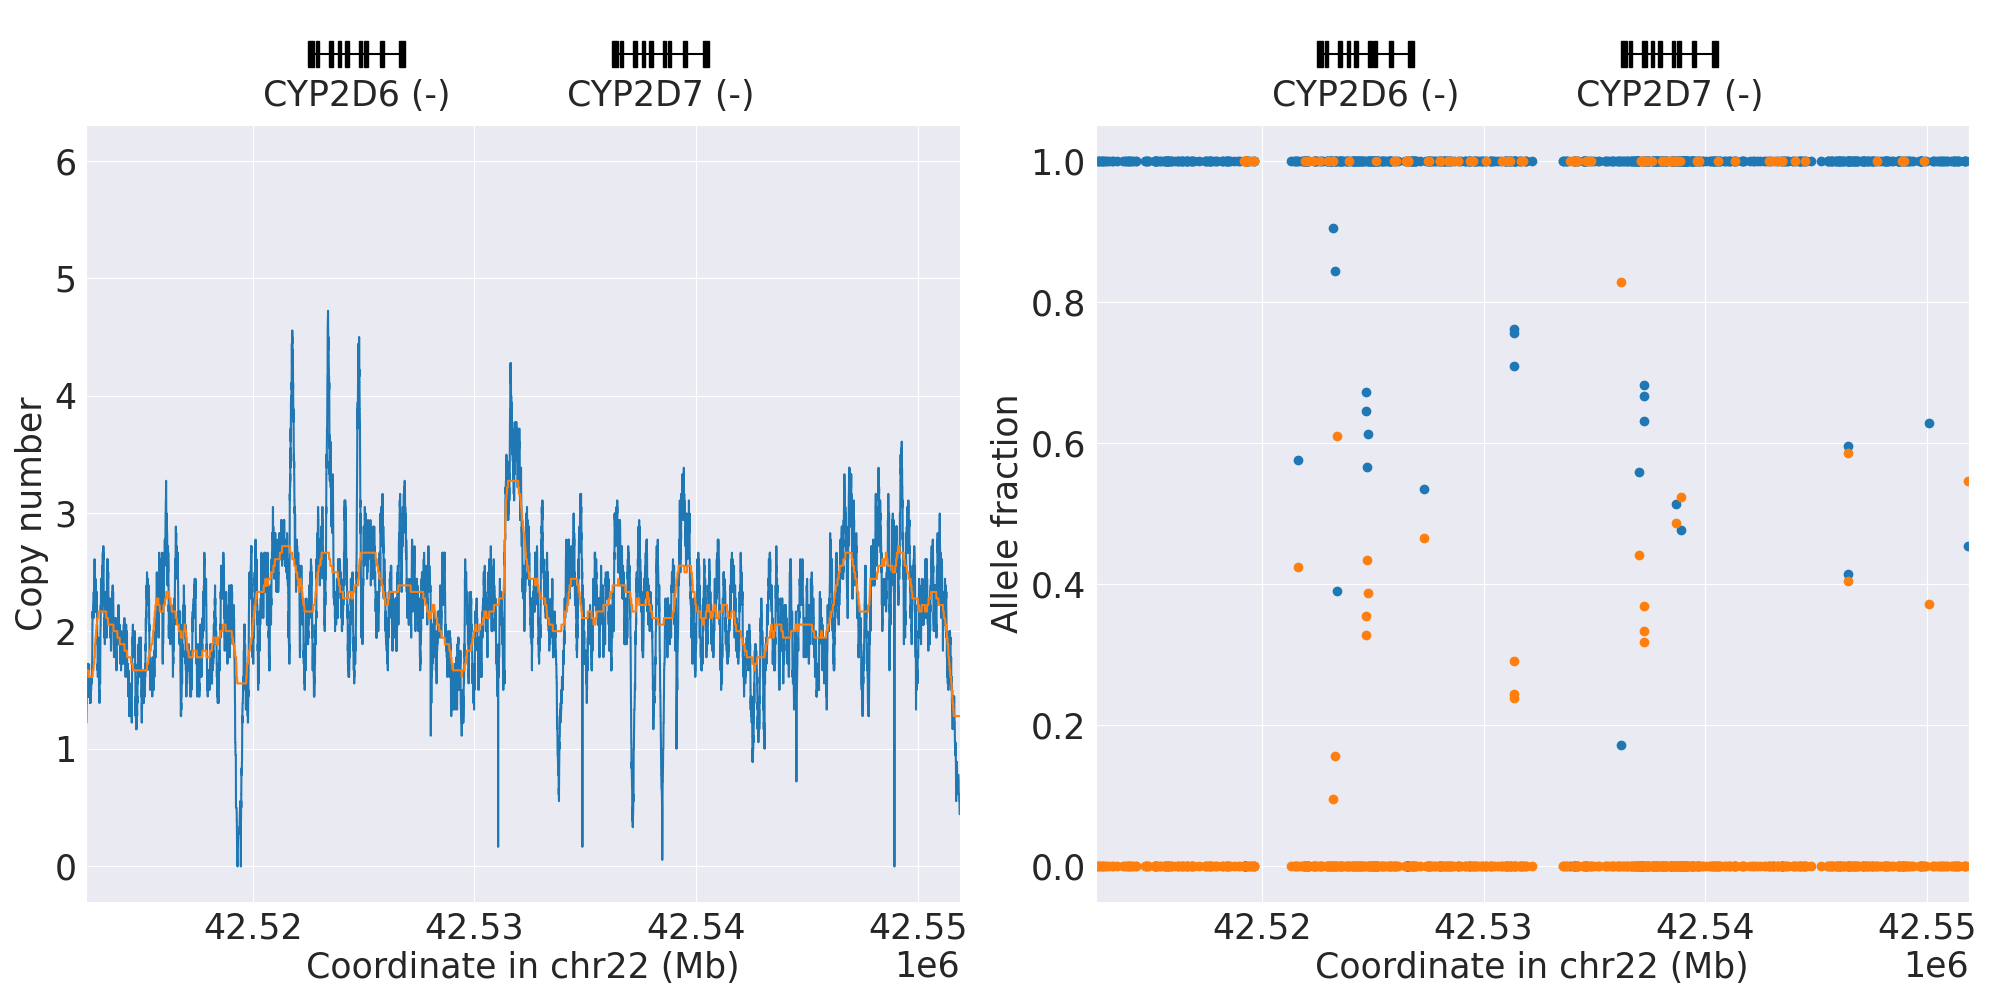 CYP2D6 (-) CYP2D7 (-)
6
5
4
3
2
1
0
Copy number
42.52 42.53 42.54 42.55
1e6
Coordinate in chr22 (Mb)
CYP2D6 (-) CYP2D7 (-)
1.0
0.8
0.6
0.4
0.2
0.0
Allele fraction
42.52 42.53 42.54 42.55
1e6
Coordinate in chr22 (Mb)